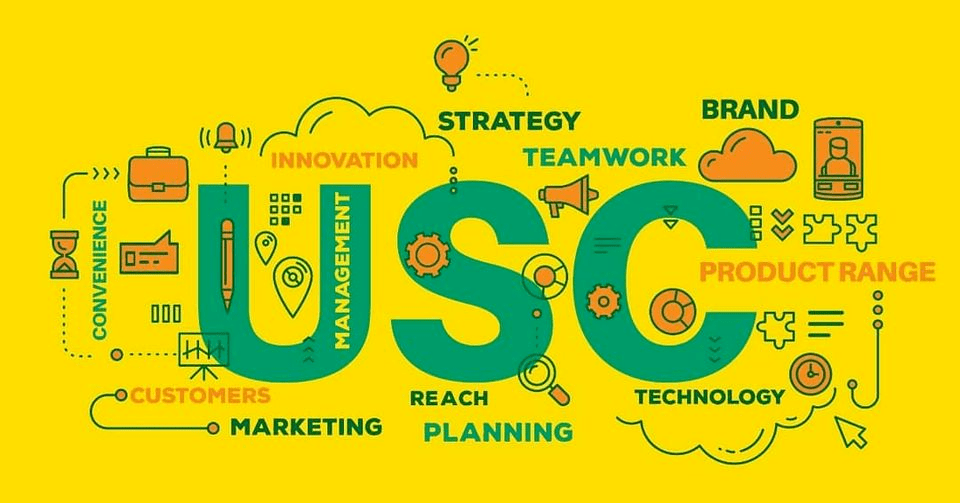 STRATEGY
BRAND
INNOVATION
TEAMWORK
CONVENIENCE
MANAGEMENT
USC
PRODUCT RANGE
CUSTOMERS
REACH
TECHNOLOGY
MARKETING
PLANNING